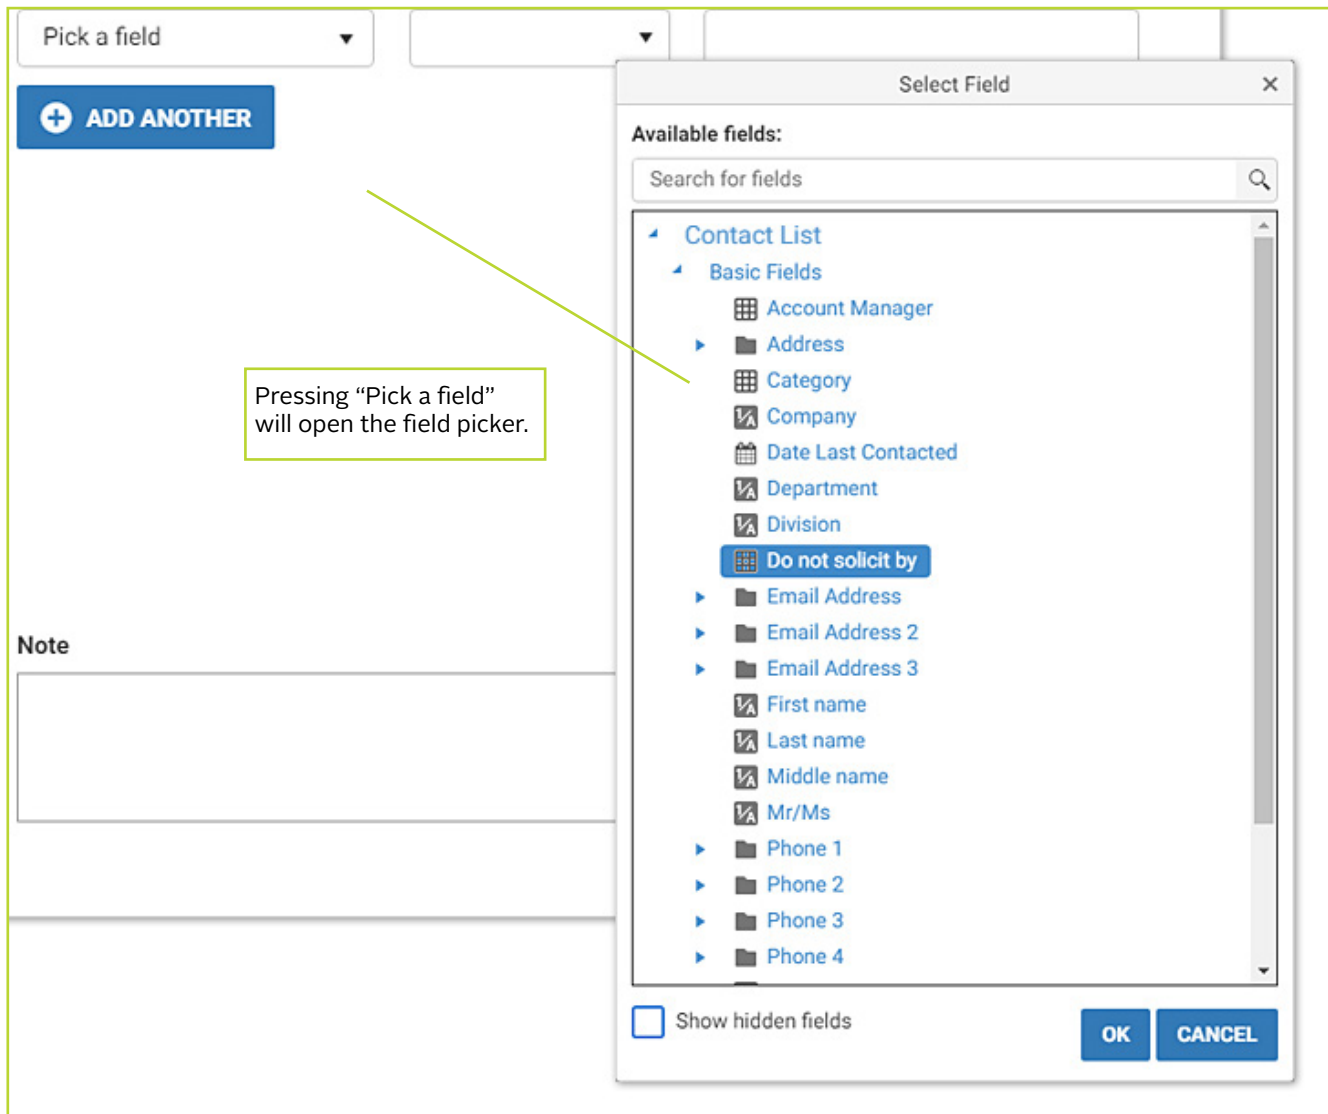 Pick a field
ADD ANOTHER
Select Field
Available fields:
Search for fields
Contact List
Basic Fields
Account Manager
Address
Category
Company
Date Last Contacted
Department
Division
Do not solicit by
Email Address
Email Address 2
Email Address 3
First name
Last name
Middle name
Mr/Ms
Phone 1
Phone 2
Phone 3
Phone 4
Show hidden fields
OK
CANCEL
Pressing “Pick a field”
will open the field picker.
Note